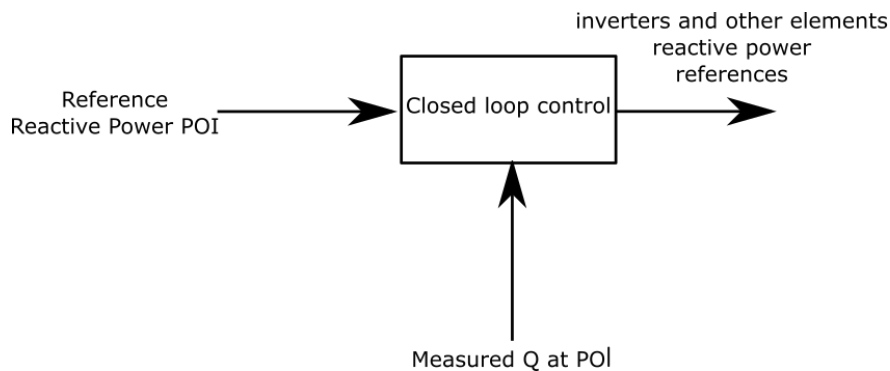 inverters and other elements
reactive power
references
Reference
Reactive Power POI
Closed loop control
Measured Q at POI